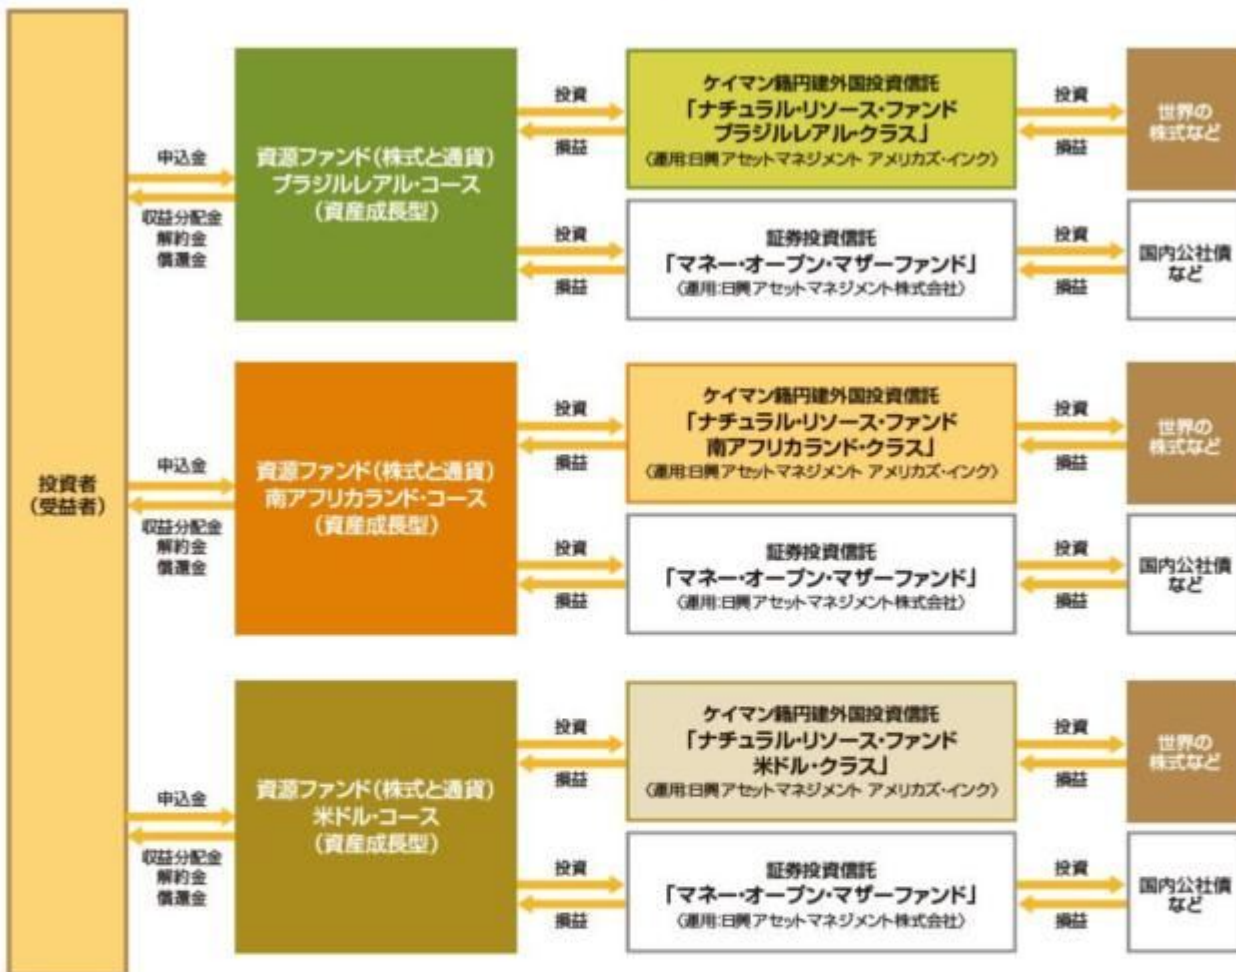 投資者
(受益者)
申込金
収益分配金
解約金
償還金
資源ファンド(株式と通貨)
ブラジルレアル・コース
(資産成長型)
投資
損益
ケイマン籍円建外国投資信託
「ナチュラル・リソース・ファンド
ブラジルレアル・クラス」
〈運用:日興アセットマネジメント アメリカズ・インク〉
投資
損益
世界の
株式など
投資
損益
証券投資信託
「マネー・オープン・マザーファンド」
〈運用:日興アセットマネジメント株式会社〉
投資
損益
国内公社債
など
申込金
収益分配金
解約金
償還金
資源ファンド(株式と通貨)
南アフリカランド・コース
(資産成長型)
投資
損益
ケイマン籍円建外国投資信託
「ナチュラル・リソース・ファンド
南アフリカランド・クラス」
〈運用:日興アセットマネジメント アメリカズ・インク〉
投資
損益
世界の
株式など
投資
損益
証券投資信託
「マネー・オープン・マザーファンド」
〈運用:日興アセットマネジメント株式会社〉
投資
損益
国内公社債
など
申込金
収益分配金
解約金
償還金
資源ファンド(株式と通貨)
米ドル・コース
(資産成長型)
投資
損益
ケイマン籍円建外国投資信託
「ナチュラル・リソース・ファンド
米ドル・クラス」
〈運用:日興アセットマネジメント アメリカズ・インク〉
投資
損益
世界の
株式など
投資
損益
証券投資信託
「マネー・オープン・マザーファンド」
〈運用:日興アセットマネジメント株式会社〉
投資
損益
国内公社債
など